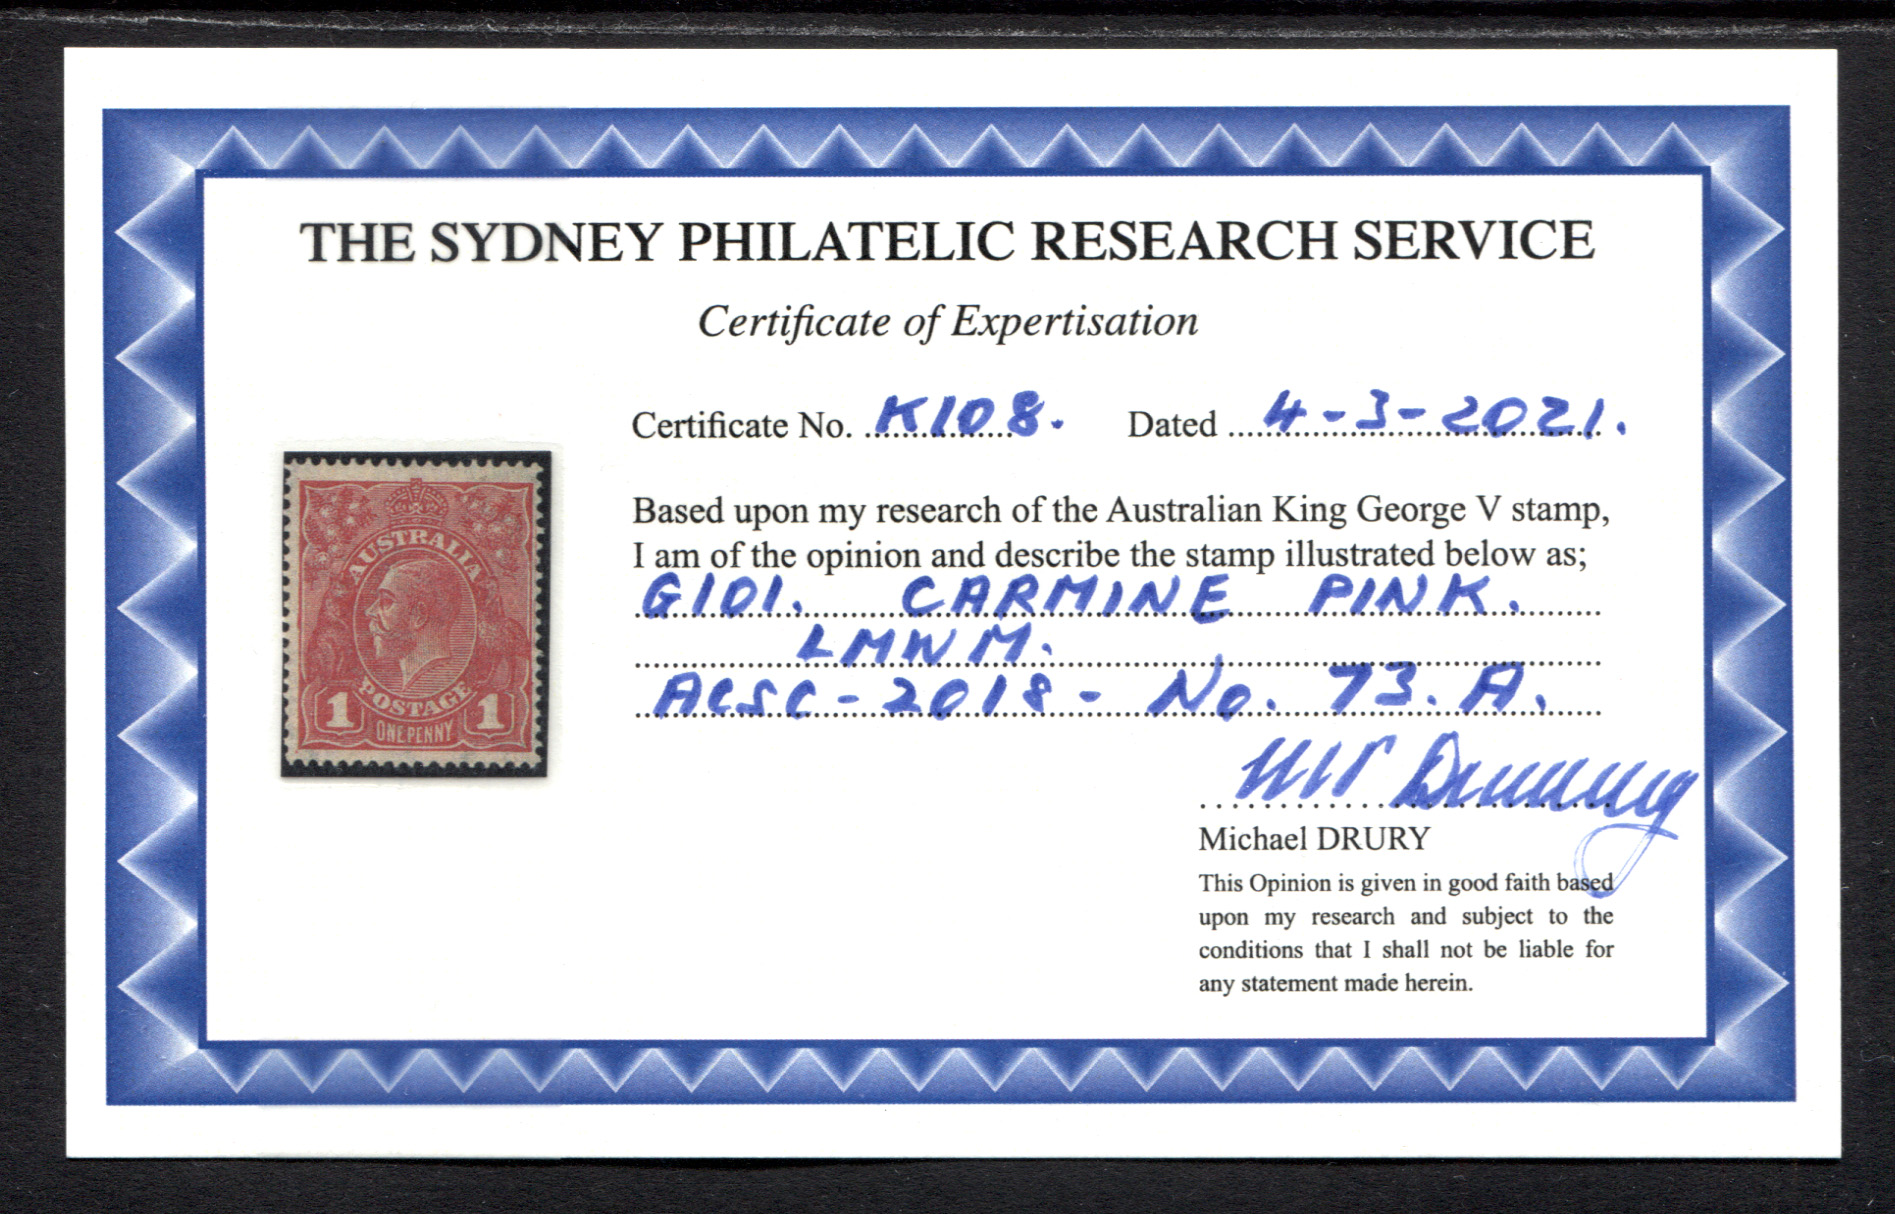 THE SYDNEY PHILATELIC RESEARCH SERVICE
Certificate of Expertisation
Certificate No. K108. Dated 4-3-2021.
Based upon my research of the Australian King George V stamp,
I am of the opinion and describe the stamp illustrated below as;
G101. CARMINE PINK.
LMWM.
ACSC-2018- No. 73.A.
AUSTRALIA
POSTAGE
1 ONE PENNY 1
M Drury
Michael DRURY
This Opinion is given in good faith based
upon my research and subject to the
conditions that I shall not be liable for
any statement made herein.